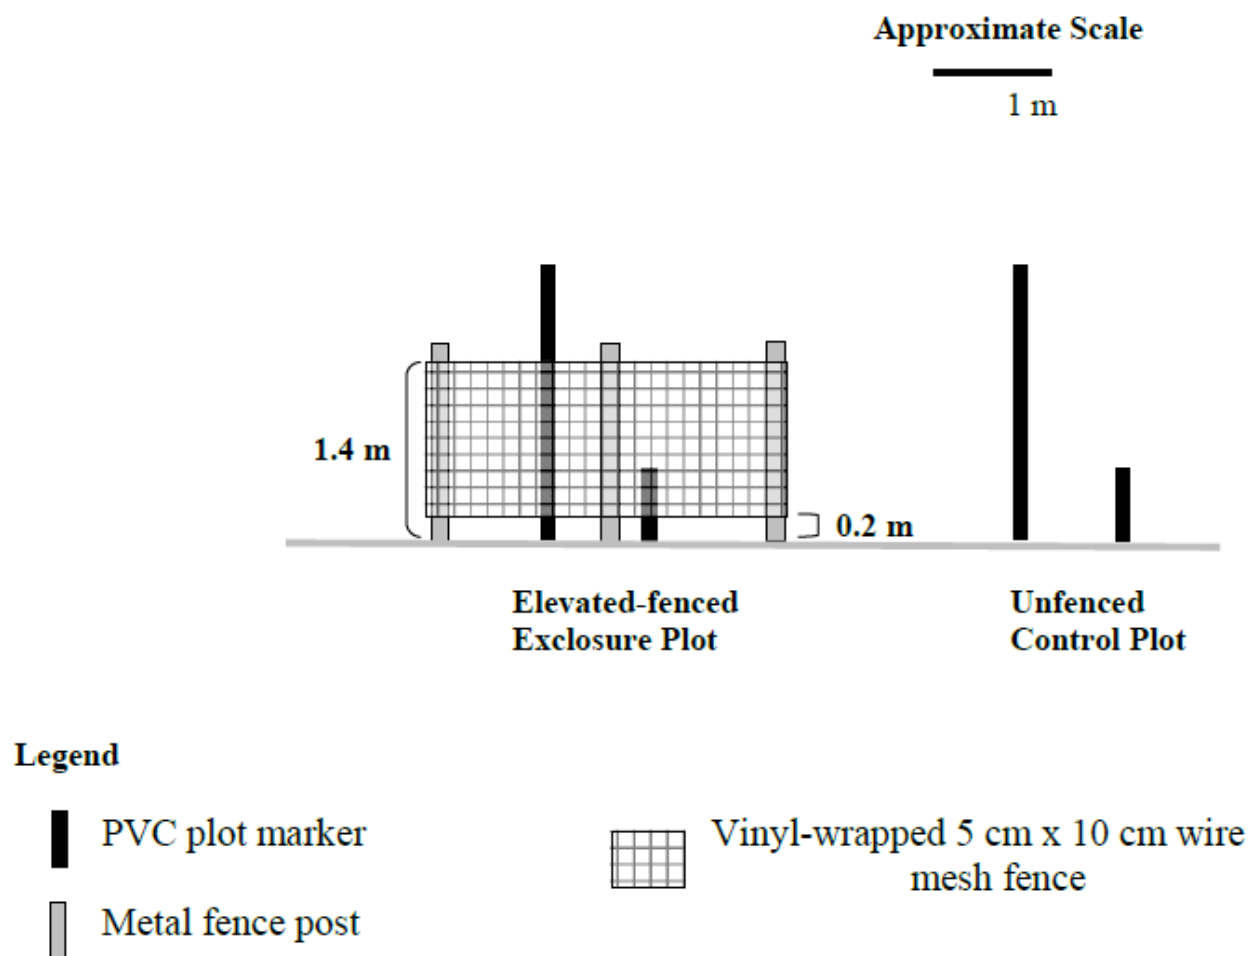 Approximate Scale
1 m
1.4 m
0.2 m
Elevated-fenced
Exclosure Plot
Unfenced
Control Plot
Legend
PVC plot marker
Vinyl-wrapped 5 cm x 10 cm wire
mesh fence
Metal fence post